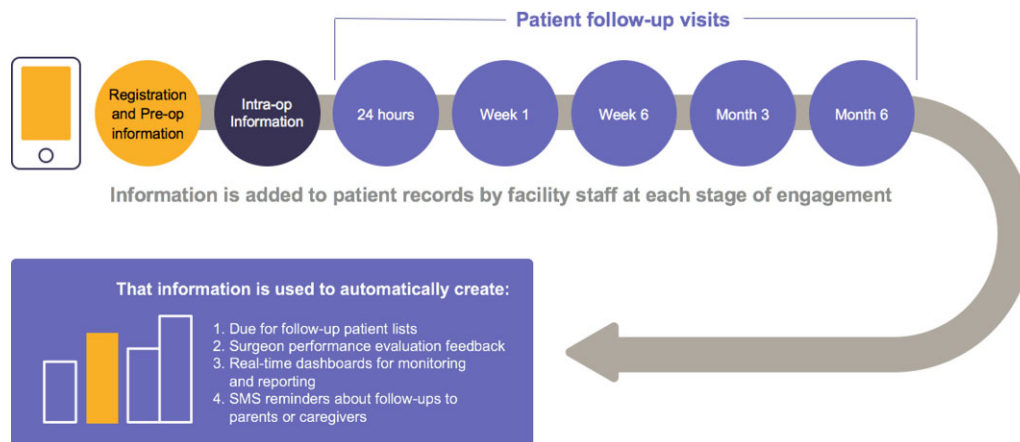 Patient follow-up visits
Registration
and Pre-op
information
Intra-op
Information
24 hours
Week 1
Week 6
Month 3
Month 6
Information is added to patient records by facility staff at each stage of engagement
That information is used to automatically create:
1. Due for follow-up patient lists
2. Surgeon performance evaluation feedback
3. Real-time dashboards for monitoring
and reporting
4. SMS reminders about follow-ups to
parents or caregivers